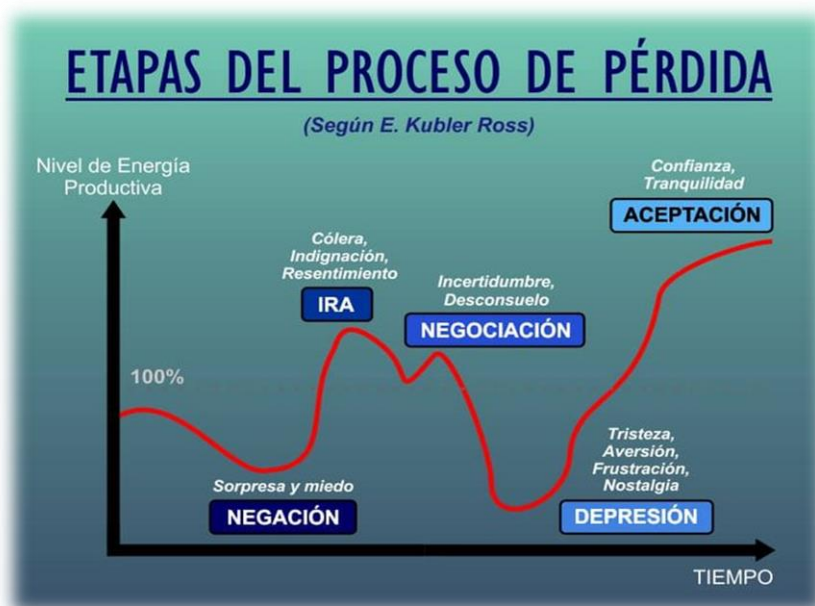 ETAPAS DEL PROCESO DE PÉRDIDA
(Según E. Kubler Ross)
Nivel de Energía
Productiva
Confianza,
Tranquilidad
ACEPTACIÓN
Cólera,
Indignación,
Resentimiento
IRA
Incertidumbre,
Desconsuelo
NEGOCIACIÓN
100%
Sorpresa y miedo
NEGACIÓN
Tristeza,
Aversión,
Frustración,
Nostalgia
DEPRESIÓN
TIEMPO